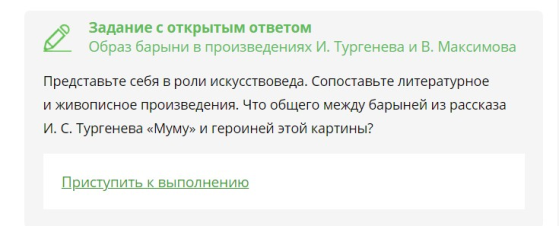 Задание с открытым ответом
Образ барыни в произведениях И. Тургенева и В. Максимова
Представьте себя в роли искусствоведа. Сопоставьте литературное
и живописное произведения. Что общего между барыней из рассказа
И. С. Тургенева «Муму» и героиней этой картины?
Приступить к выполнению